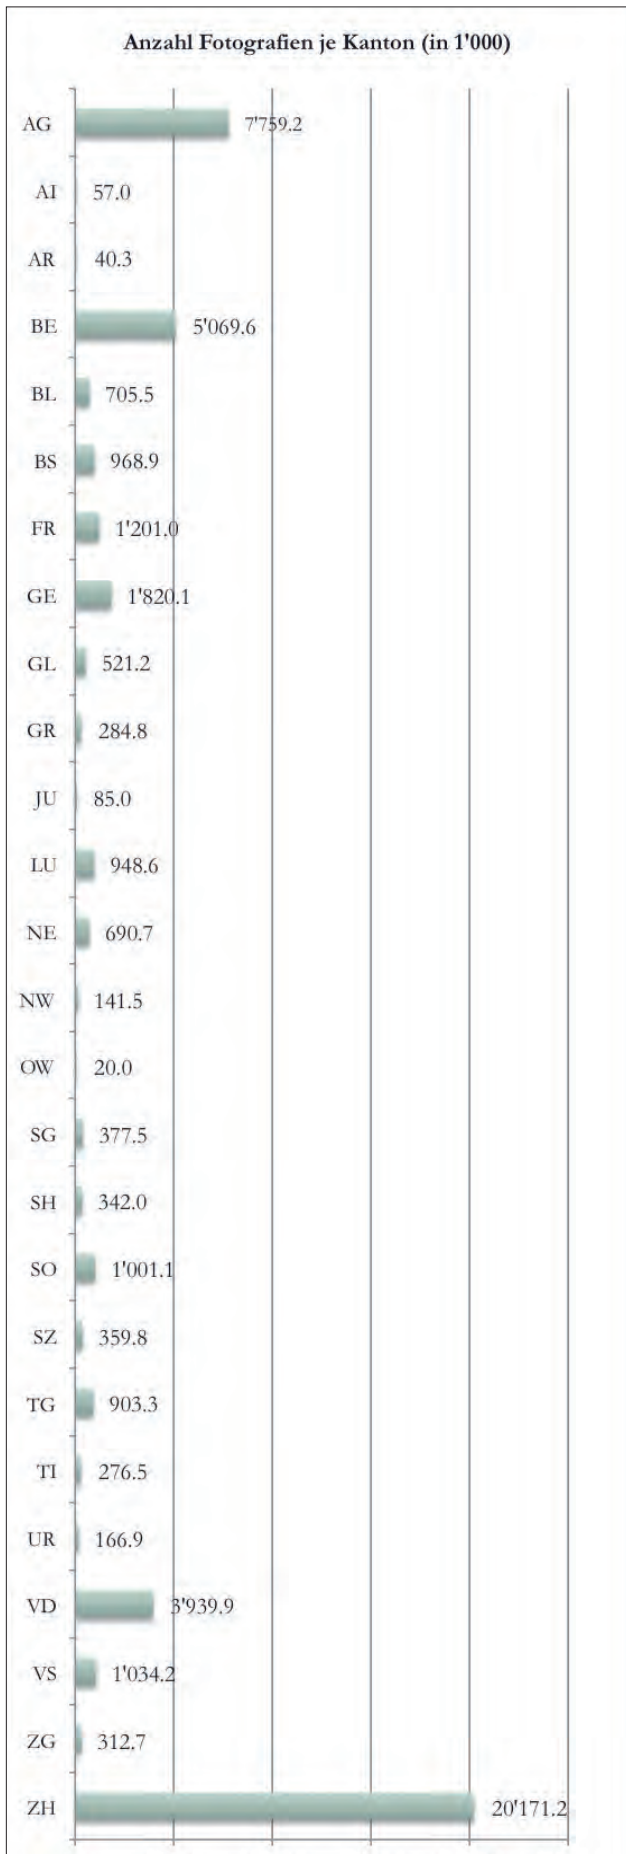 Anzahl Fotografien je Kanton (in 1'000)
AG 7'759.2
AI 57.0
AR 40.3
BE 5'069.6
BL 705.5
BS 968.9
FR 1'201.0
GE 1'820.1
GL 521.2
GR 284.8
JU 85.0
LU 948.6
NE 690.7
NW 141.5
OW 20.0
SG 377.5
SH 342.0
SO 1'001.1
SZ 359.8
TG 903.3
TI 276.5
UR 166.9
VD 3'939.9
VS 1'034.2
ZG 312.7
ZH 20'171.2